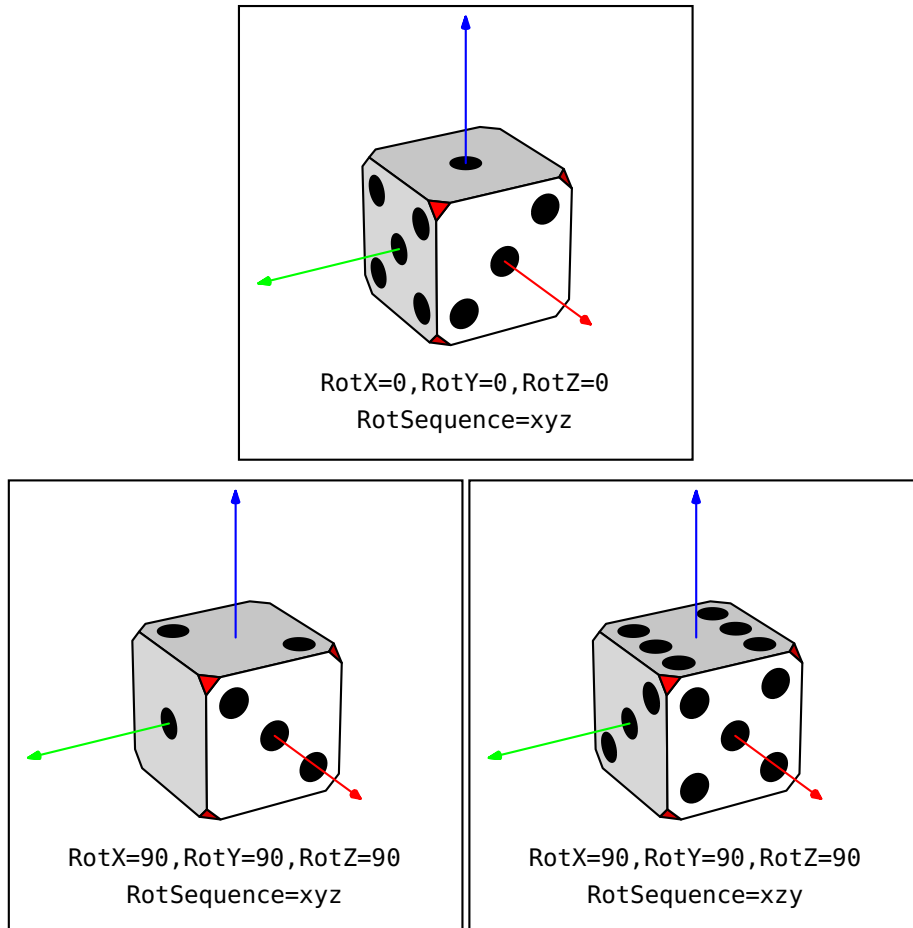 RotX=0,RotY=0,RotZ=0
RotSequence=xyz
RotX=90,RotY=90,RotZ=90
RotSequence=xyz
RotX=90,RotY=90,RotZ=90
RotSequence=xzy